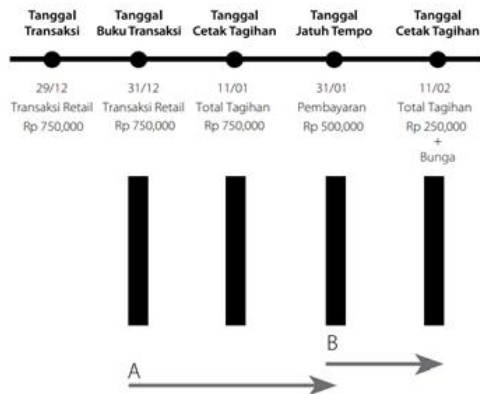 Tanggal Transaksi
Tanggal Buku Transaksi
Tanggal Cetak Tagihan
Tanggal Jatuh Tempo
Tanggal Cetak Tagihan
29/12
Transaksi Retail
Rp 750,000
31/12
Transaksi Retail
Rp 750,000
11/01
Total Tagihan
Rp 750,000
31/01
Pembayaran
Rp 500,000
11/02
Total Tagihan
Rp 250,000
+
Bunga
B
A